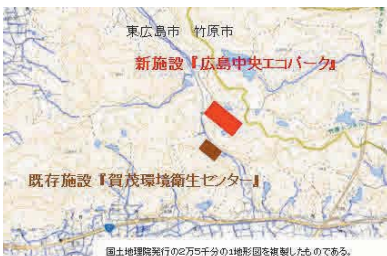 東広島市 竹原市
新施設『広島中央エコパーク』
既存施設『賀茂環境衛生センター』
国土地理院発行の2万5千分の1地形図を複製したものである。